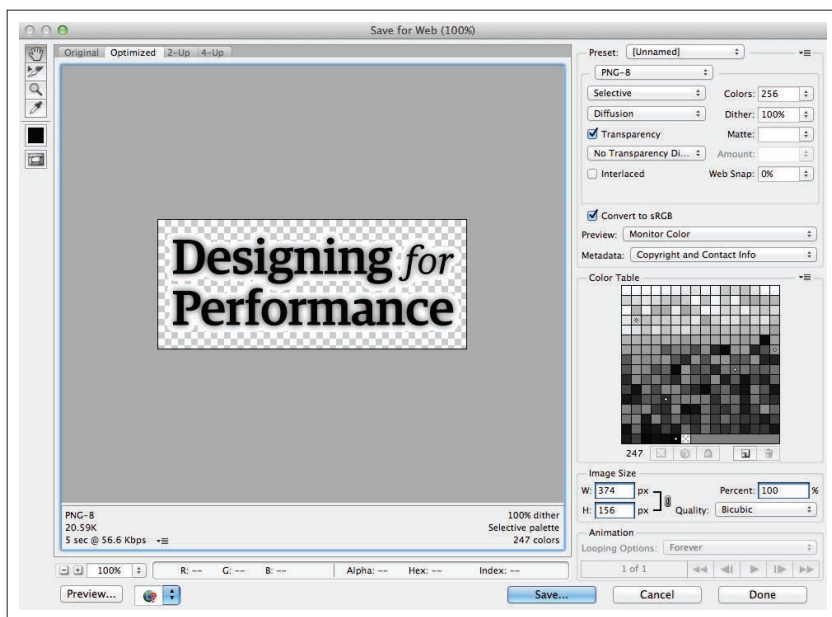 Save for Web (100%)
Original Optimized 2-Up 4-Up
Designing for
Performance
PNG-8
20.59K
5 sec @ 56.6 Kbps
100% dither
Selective palette
247 colors
100% R: -- G: -- B: -- Alpha: -- Hex: -- Index: --
Preview...
Save... Cancel Done
Preset: [Unnamed]
PNG-8
Selective Colors: 256
Diffusion Dither: 100%
Transparency Matte:
No Transparency Di... Amount:
Interlaced Web Snap: 0%
Convert to sRGB
Preview: Monitor Color
Metadata: Copyright and Contact Info
Color Table
247
Image Size
W: 374 px Percent: 100 %
H: 156 px Quality: Bicubic
Animation
Looping Options: Forever
1 of 1